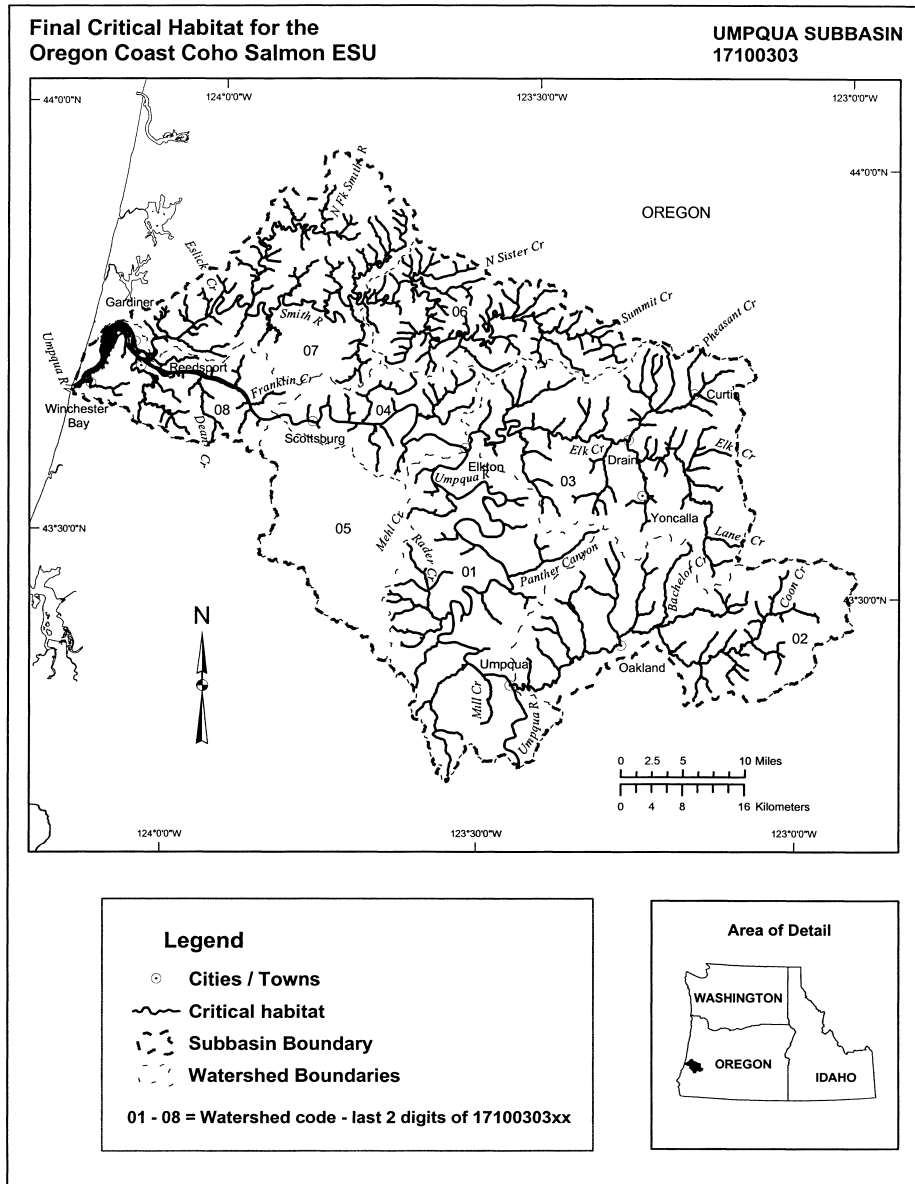 Final Critical Habitat for the
Oregon Coast Coho Salmon ESU
UMPQUA SUBBASIN
17100303
124°0'0"W
123°30'0"W
123°0'0"W
44°0'0"N
44°0'0"N
OREGON
N Fk Smith R
Eslick Cr
N Sister Cr
Summit Cr
Pheasant Cr
Gardiner
Smith R
06
07
Umpqua R
Reedsport
Franklin Cr
Curtin
Winchester
Bay
08
04
Dean Cr
Scottsburg
Elk Cr
Elk Cr
Drain
Elkton
Umpqua R
03
43°30'0"N
05
Mehl Cr
Yoncalla
Rader Cr
Lane Cr
01
Panther Canyon
Bachelor Cr
Coon Cr
43°30'0"N
02
N
Umpqua
Oakland
Mill Cr
Umpqua R
0 2.5 5 10 Miles
0 4 8 16 Kilometers
124°0'0"W
123°30'0"W
123°0'0"W
Legend
Cities / Towns
Critical habitat
Subbasin Boundary
Watershed Boundaries
01 - 08 = Watershed code - last 2 digits of 17100303xx
Area of Detail
WASHINGTON
OREGON
IDAHO